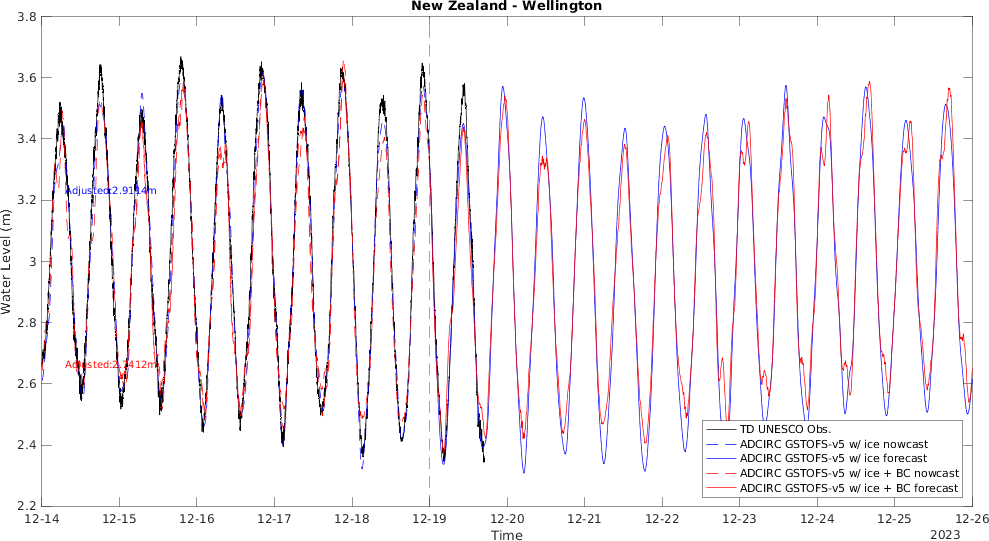 New Zealand - Wellington
3.8
3.6
3.4
3.2
3
2.8
2.6
2.4
2.2
Water Level (m)
Adjusted:2.9114m
Adjusted:2.7412m
TD UNESCO Obs.
ADCIRC GSTOFS-v5 w/ ice nowcast
ADCIRC GSTOFS-v5 w/ ice forecast
ADCIRC GSTOFS-v5 w/ ice + BC nowcast
ADCIRC GSTOFS-v5 w/ ice + BC forecast
12-14 12-15 12-16 12-17 12-18 12-19 12-20 12-21 12-22 12-23 12-24 12-25 12-26
Time
2023